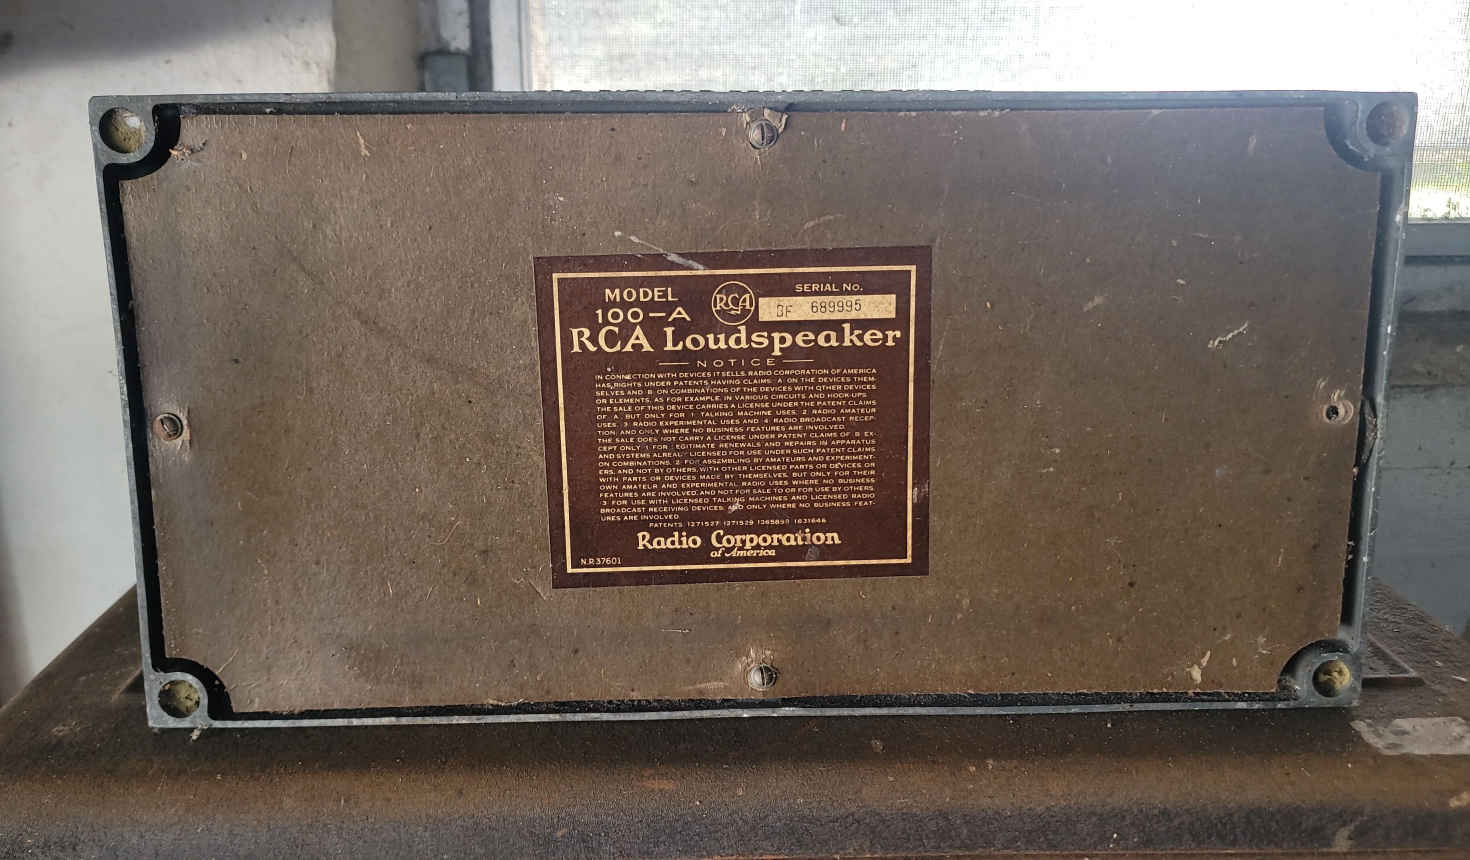 MODEL
100-A
RCA
SERIAL No.
689995
RCA Loudspeaker
NOTICE
IN CONNECTION WITH DEVICES IT SELLS, RADIO CORPORATION OF AMERICA
HAS RIGHTS UNDER PATENTS HAVING CLAIMS: A: ON THE DEVICES THEM-
SELVES AND B: ON COMBINATIONS OF THE DEVICES WITH OTHER DEVICES
OR ELEMENTS, AS FOR EXAMPLE, IN VARIOUS CIRCUITS AND HOOK-UPS.
THE SALE OF THIS DEVICE CARRIES A LICENSE UNDER THE PATENT CLAIMS
OF A, BUT ONLY FOR 1 TALKING MACHINE USES, 2 RADIO AMATEUR
USES, 3 RADIO EXPERIMENTAL USES AND 4 RADIO BROADCAST RECEP-
TION; AND ONLY WHERE NO BUSINESS FEATURES ARE INVOLVED.
THE SALE DOES NOT CARRY A LICENSE UNDER PATENT CLAIMS OF B EX-
CEPT ONLY 1 FOR LEGITIMATE RENEWALS AND REPAIRS IN APPARATUS
AND SYSTEMS ALREADY LICENSED FOR USE UNDER SUCH PATENT CLAIMS
ON COMBINATIONS, 2 FOR ASSEMBLING BY AMATEURS AND EXPERIMENT-
ERS, AND NOT BY OTHERS, WITH OTHER LICENSED PARTS OR DEVICES OR
WITH PARTS OR DEVICES MADE BY THEMSELVES, BUT ONLY FOR THEIR
OWN AMATEUR AND EXPERIMENTAL RADIO USES WHERE NO BUSINESS
FEATURES ARE INVOLVED, AND NOT FOR SALE TO OR FOR USE BY OTHERS,
3 FOR USE WITH LICENSED TALKING MACHINES AND LICENSED RADIO
BROADCAST RECEIVING DEVICES, AND ONLY WHERE NO BUSINESS FEAT-
URES ARE INVOLVED.
PATENTS: 1271527 1271529 1365898 1631646
Radio Corporation
of America
N.R.37601